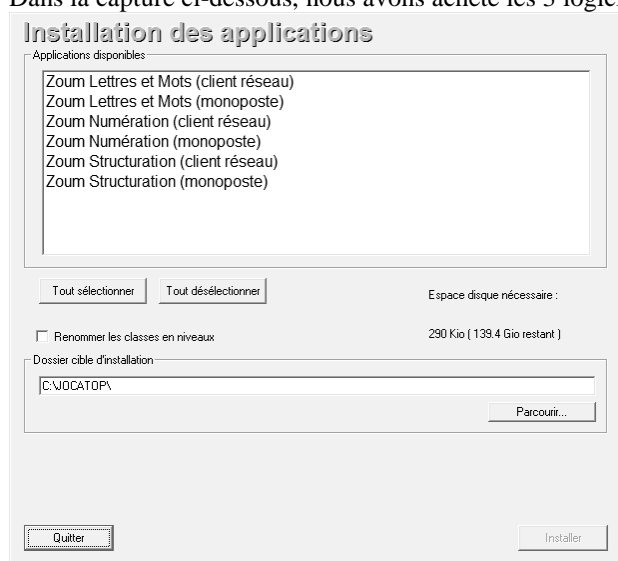 Dans la capture ci-dessous, nous avons acheté les 3 logici
Installation des applications
Applications disponibles
Zoum Lettres et Mots (client réseau)
Zoum Lettres et Mots (monoposte)
Zoum Numération (client réseau)
Zoum Numération (monoposte)
Zoum Structuration (client réseau)
Zoum Structuration (monoposte)
Tout sélectionner
Tout désélectionner
Espace disque nécessaire :
Renommer les classes en niveaux
290 Kio ( 139.4 Gio restant )
Dossier cible d'installation
C:\JOCATOP\
Parcourir...
Quitter
Installer